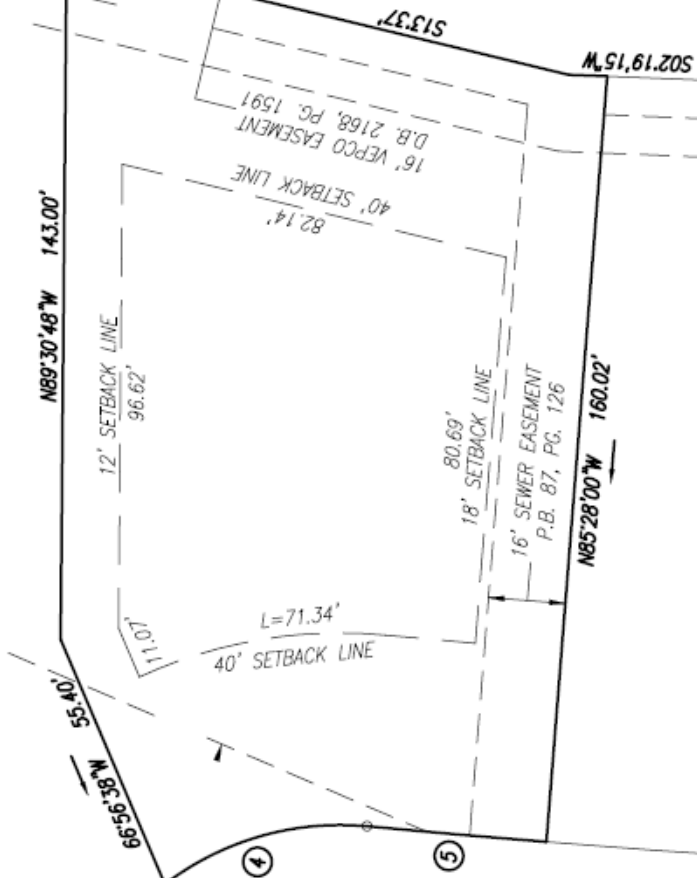 S13°37'
S02°19'15"W
16' VEPCO EASEMENT
D.B. 2168, PG. 1591
40' SETBACK LINE
82.14'
N89°30'48"W 143.00'
12' SETBACK LINE
96.62'
80.69'
18' SETBACK LINE
16' SEWER EASEMENT
P.B. 87, PG. 126
N85°28'00"W 160.02'
11.07'
L=71.34'
40' SETBACK LINE
66°56'38"W 55.40'
4
5